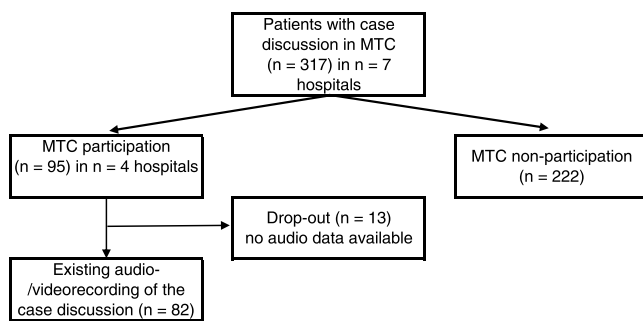 Patients with case
discussion in MTC
(n = 317) in n = 7
hospitals
MTC participation
(n = 95) in n = 4 hospitals
MTC non-participation
(n = 222)
Drop-out (n = 13)
no audio data available
Existing audio-
/videorecording of the
case discussion (n = 82)